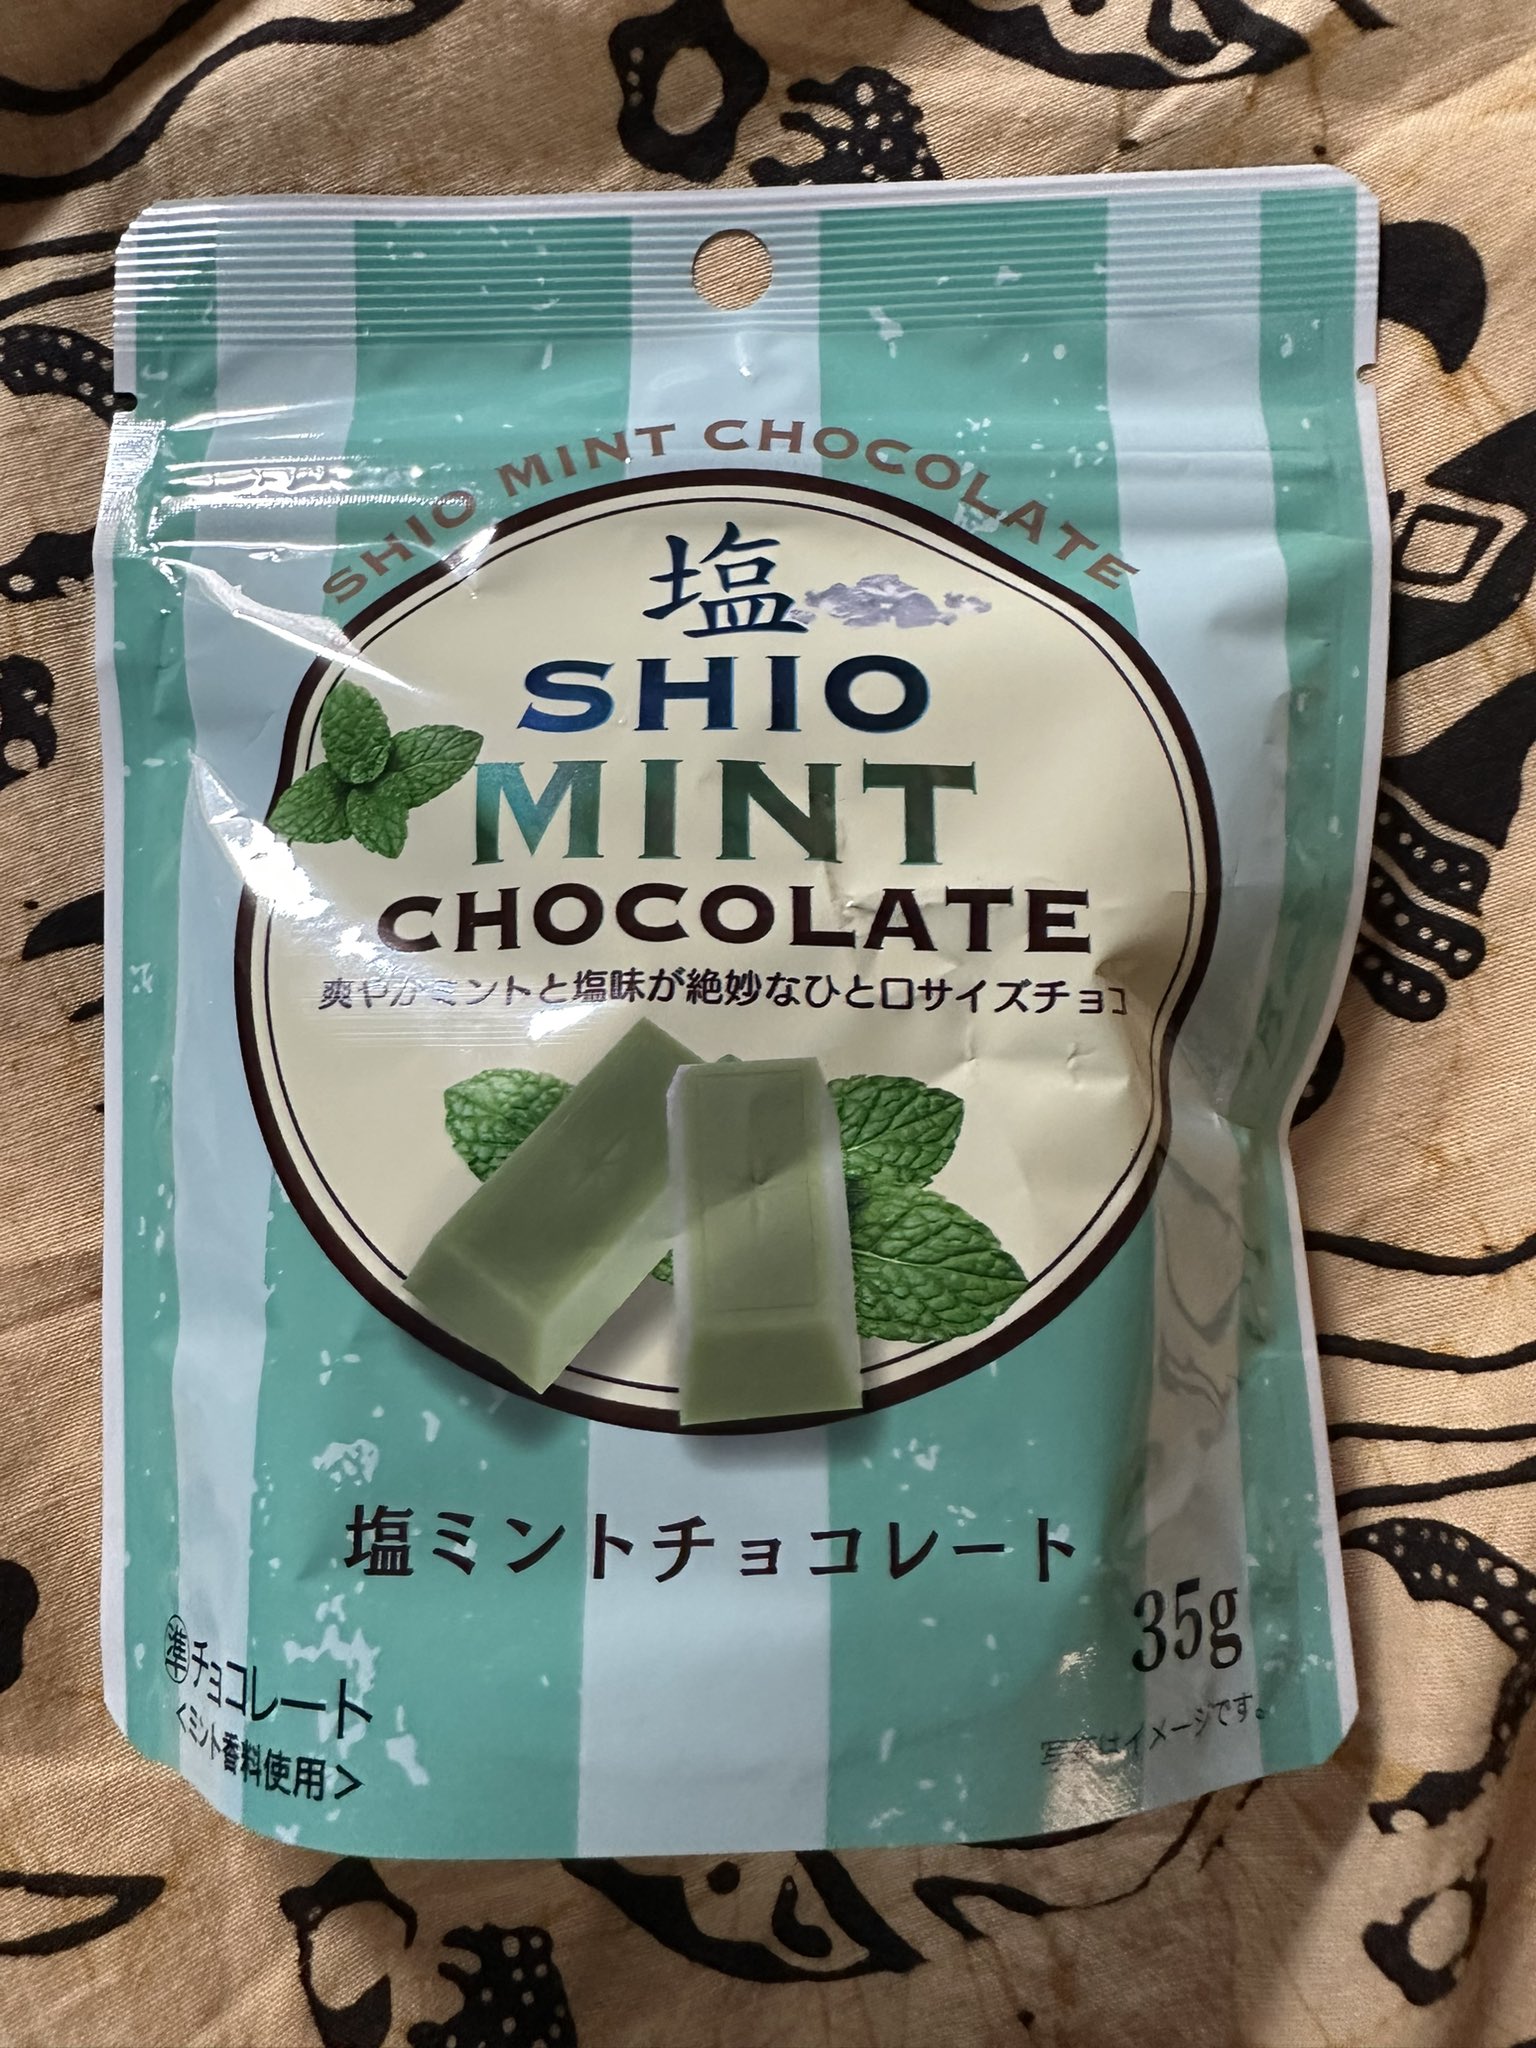 SHIO MINT CHOCOLATE
塩
SHIO
MINT
CHOCOLATE
爽やかミントと塩味が絶妙なひと口サイズチョコ
塩ミントチョコレート
35g
㊜チョコレート
<ミント香料使用>
写真はイメージです。